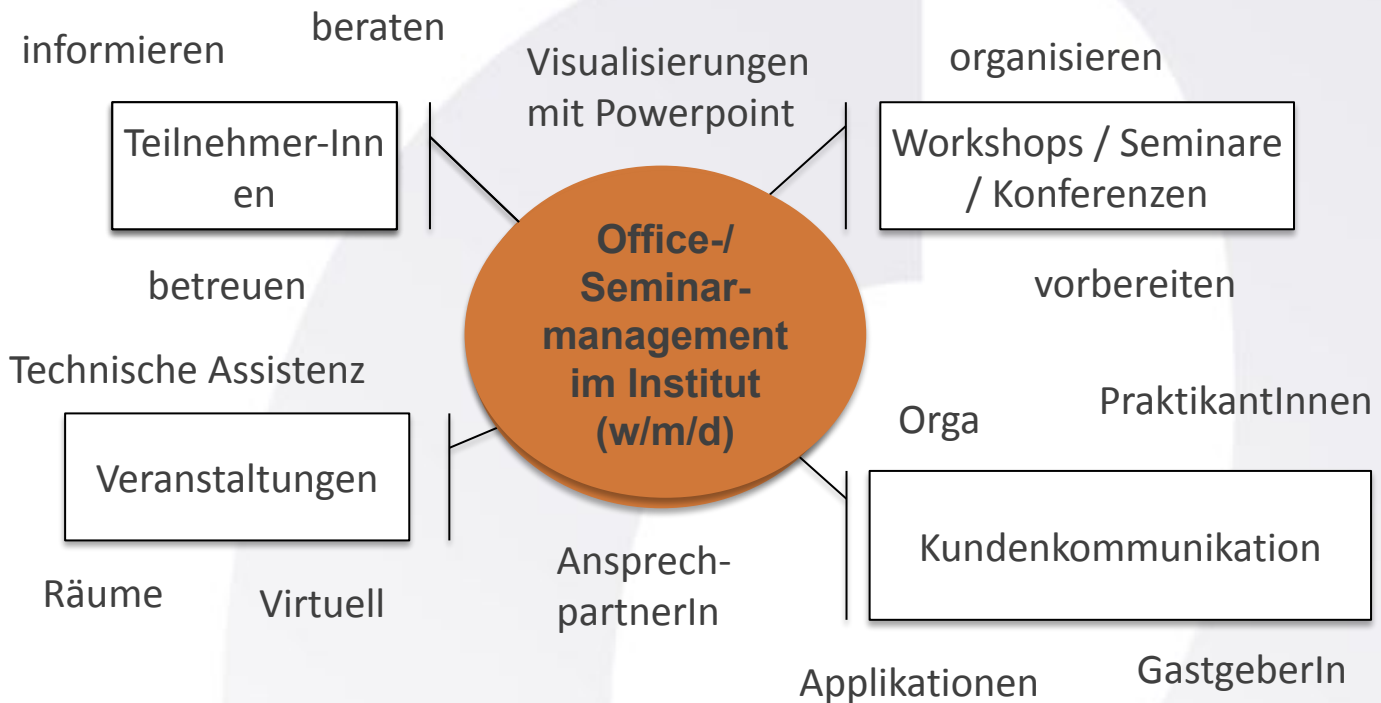 informieren
beraten
Visualisierungen
mit Powerpoint
organisieren
Teilnehmer-Inn
en
Workshops / Seminare
/ Konferenzen
betreuen
vorbereiten
Office-/
Seminar-
management
im Institut
(w/m/d)
Technische Assistenz
Veranstaltungen
Räume
Virtuell
Ansprech-
partnerIn
Orga
PraktikantInnen
Kundenkommunikation
Applikationen
GastgeberIn